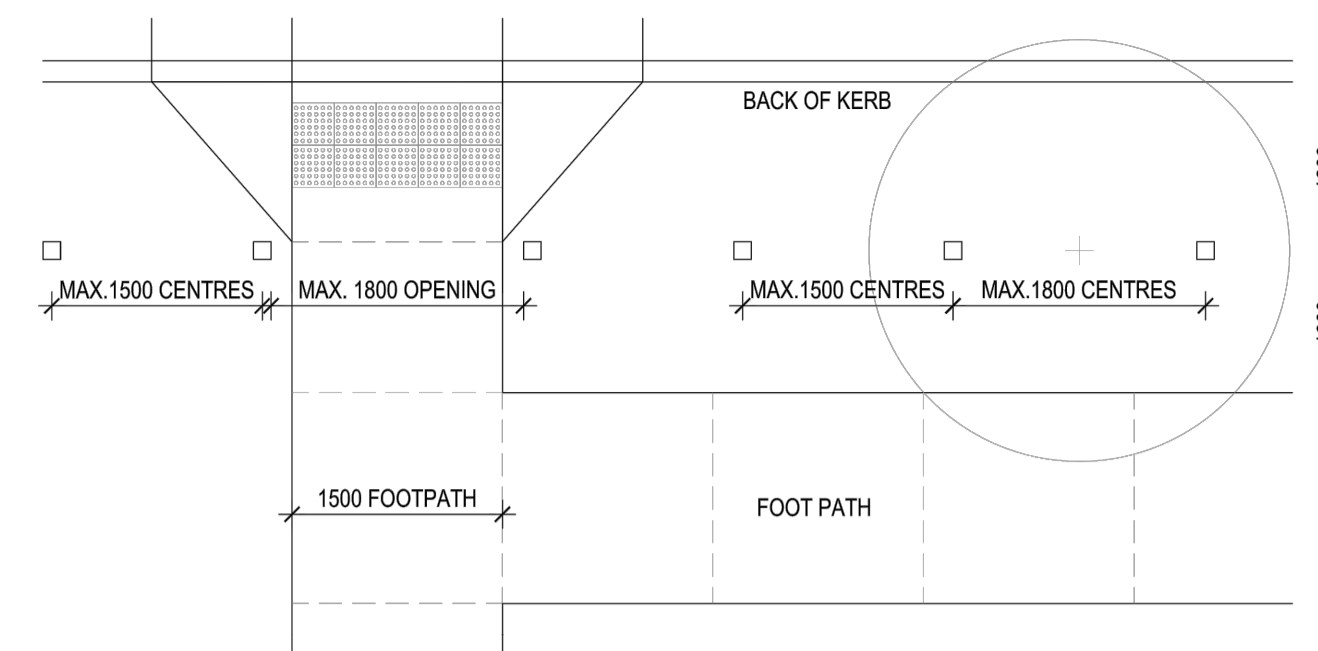 BACK OF KERB
MAX.1500 CENTRES
MAX. 1800 OPENING
MAX.1500 CENTRES
MAX.1800 CENTRES
1500 FOOTPATH
FOOT PATH